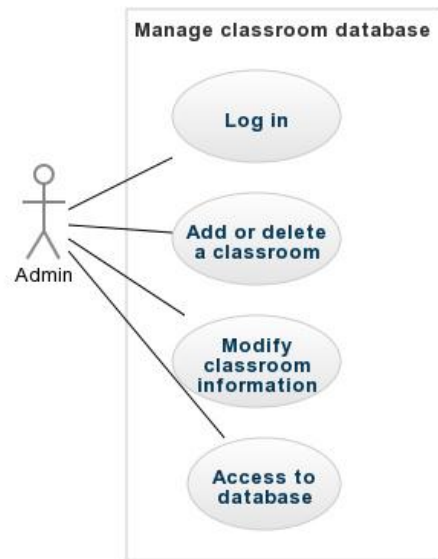 Manage classroom database
Log in
Add or delete
a classroom
Admin
Modify
classroom
information
Access to
database